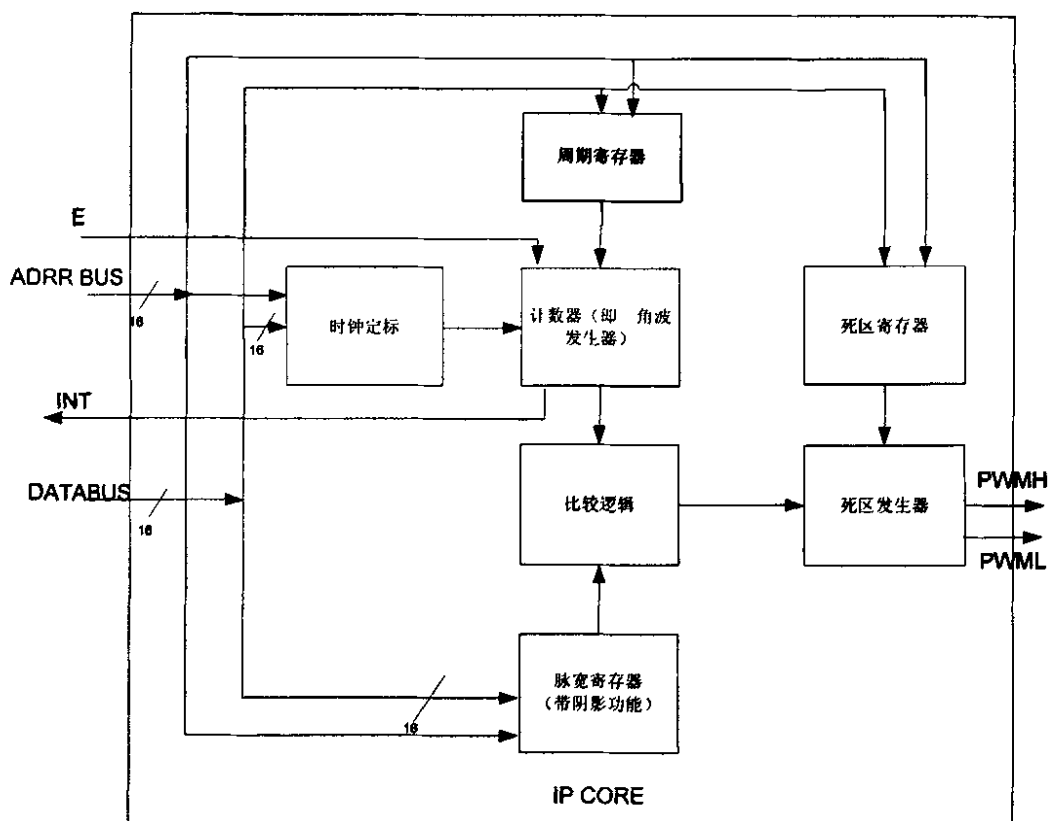 周期寄存器
E
ADRR BUS
16
16
时钟定标
计数器（即 角波
发生器）
死区寄存器
INT
DATABUS
16
比较逻辑
死区发生器
PWMH
PWML
脉宽寄存器
（带阴影功能）
16
IP CORE